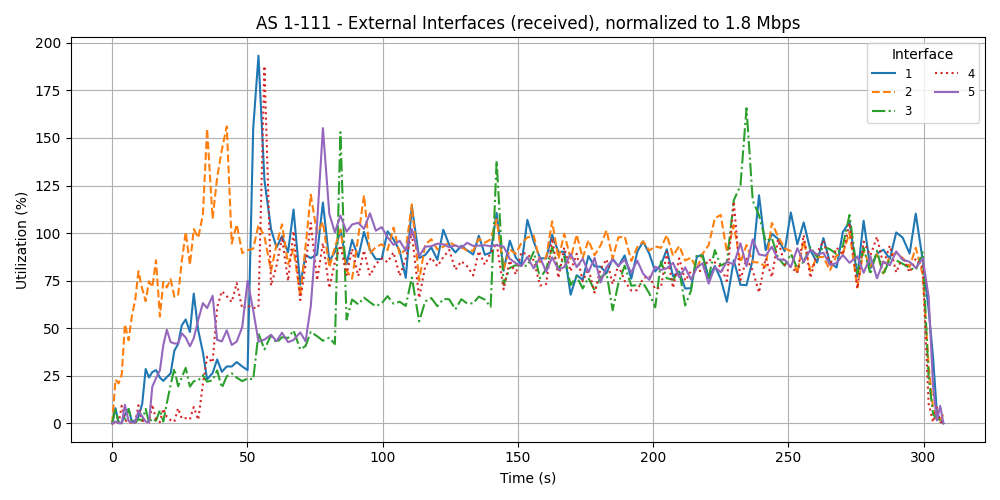 AS 1-111 - External Interfaces (received), normalized to 1.8 Mbps
Utilization (%)
200
175
150
125
100
75
50
25
0
Interface
1
2
3
4
5
0 50 100 150 200 250 300
Time (s)